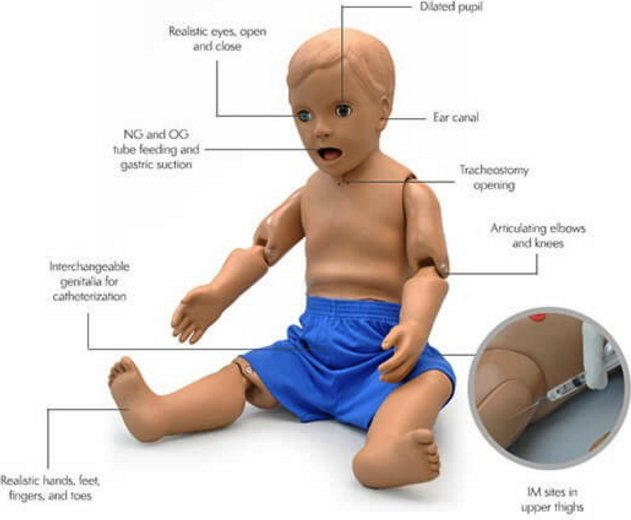 Dilated pupil
Realistic eyes, open
and close
Ear canal
NG and OG
tube feeding and
gastric suction
Tracheostomy
opening
Articulating elbows
and knees
Interchangeable
genitalia for
catheterization
Realistic hands, feet,
fingers, and toes
IM sites in
upper thighs